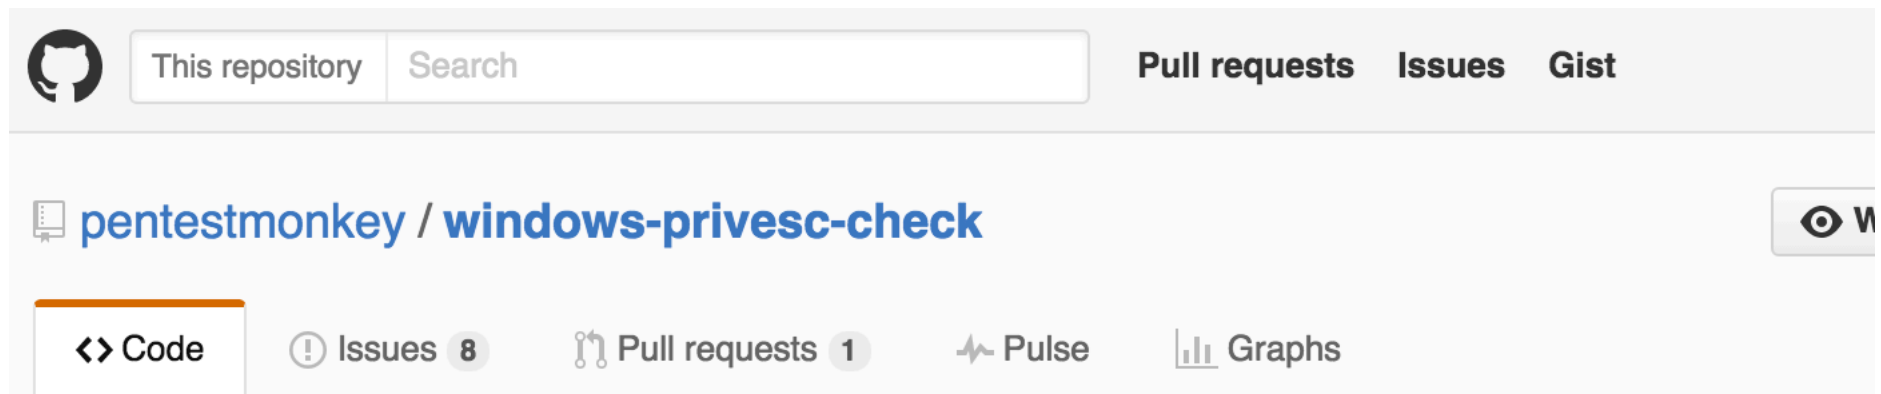 This repository Search Pull requests Issues Gist
pentestmonkey / windows-privesc-check
Code Issues 8 Pull requests 1 Pulse Graphs